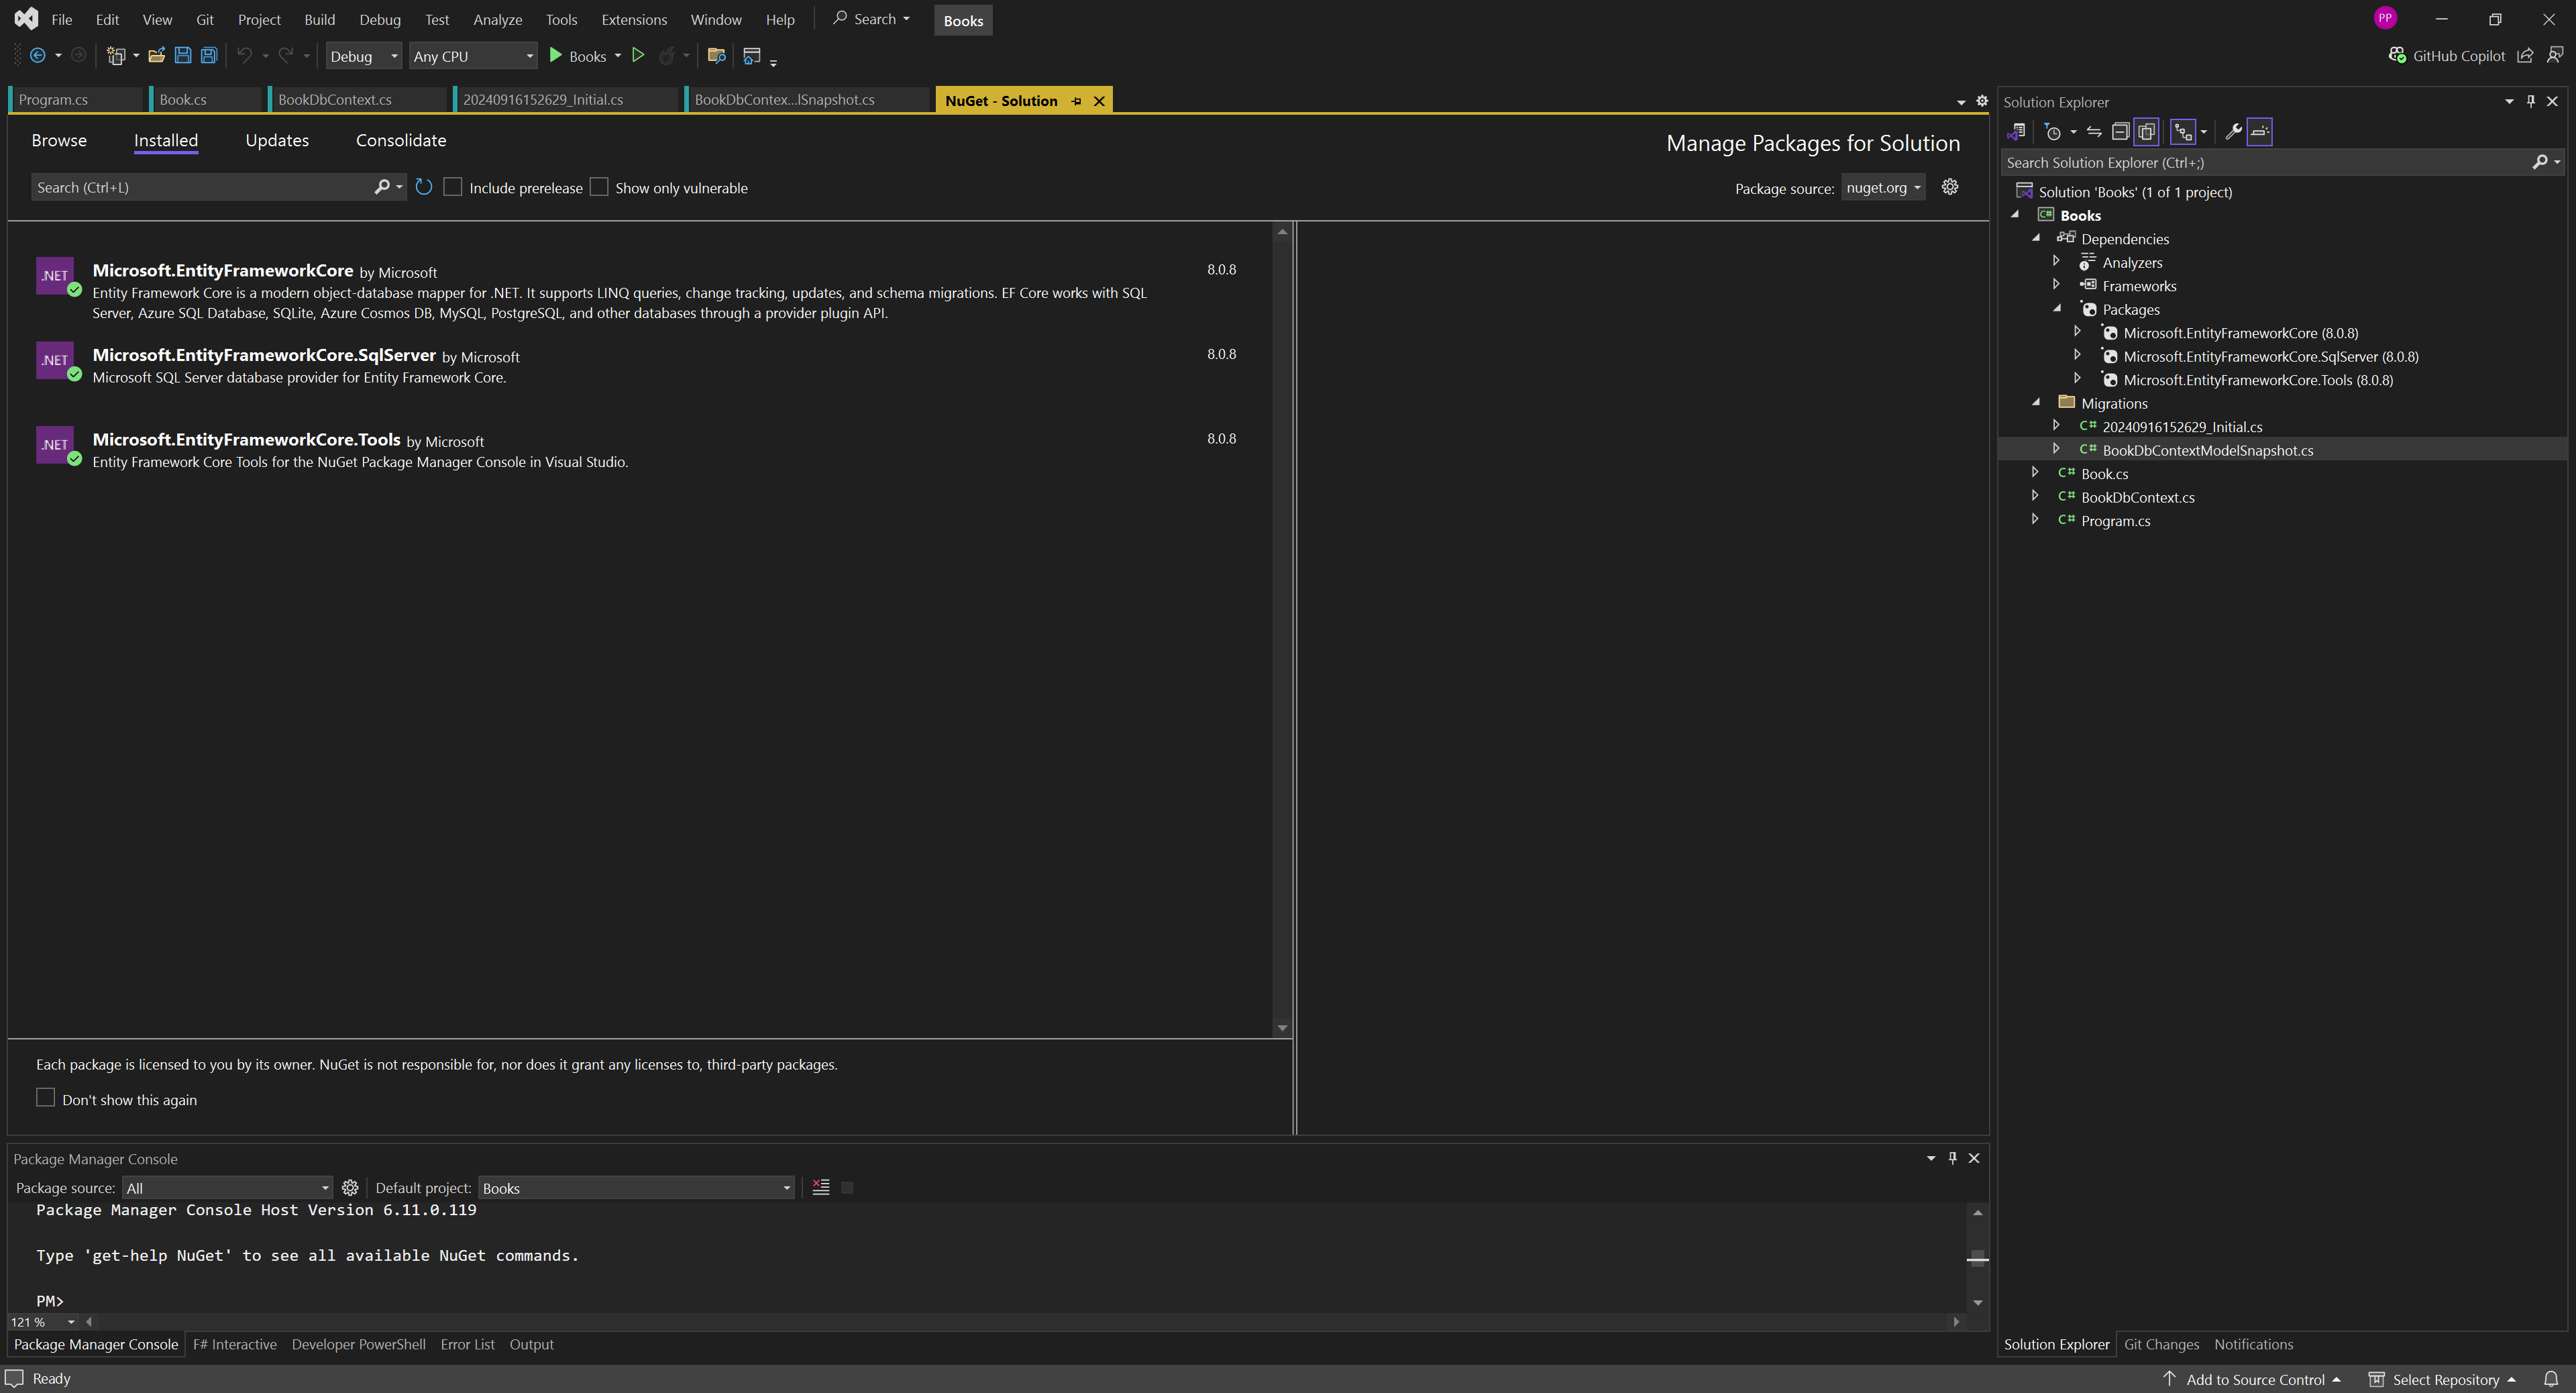 File Edit View Git Project Build Debug Test Analyze Tools Extensions Window Help Search Books PP
Debug Any CPU Books GitHub Copilot
Program.cs Book.cs BookDbContext.cs 20240916152629_Initial.cs BookDbContex...lSnapshot.cs NuGet - Solution
Browse Installed Updates Consolidate
Manage Packages for Solution
Search (Ctrl+L) Include prerelease Show only vulnerable
Package source: nuget.org
.NET Microsoft.EntityFrameworkCore by Microsoft 8.0.8
Entity Framework Core is a modern object-database mapper for .NET. It supports LINQ queries, change tracking, updates, and schema migrations. EF Core works with SQL
Server, Azure SQL Database, SQLite, Azure Cosmos DB, MySQL, PostgreSQL, and other databases through a provider plugin API.
.NET Microsoft.EntityFrameworkCore.SqlServer by Microsoft 8.0.8
Microsoft SQL Server database provider for Entity Framework Core.
.NET Microsoft.EntityFrameworkCore.Tools by Microsoft 8.0.8
Entity Framework Core Tools for the NuGet Package Manager Console in Visual Studio.
Each package is licensed to you by its owner. NuGet is not responsible for, nor does it grant any licenses to, third-party packages.
Don't show this again
Package Manager Console
Package source: All Default project: Books
Package Manager Console Host Version 6.11.0.119
Type 'get-help NuGet' to see all available NuGet commands.
PM>
121 %
Package Manager Console F# Interactive Developer PowerShell Error List Output
Solution Explorer
Search Solution Explorer (Ctrl+;)
Solution 'Books' (1 of 1 project)
C# Books
Dependencies
Analyzers
Frameworks
Packages
Microsoft.EntityFrameworkCore (8.0.8)
Microsoft.EntityFrameworkCore.SqlServer (8.0.8)
Microsoft.EntityFrameworkCore.Tools (8.0.8)
Migrations
C# 20240916152629_Initial.cs
C# BookDbContextModelSnapshot.cs
C# Book.cs
C# BookDbContext.cs
C# Program.cs
Solution Explorer Git Changes Notifications
Ready Add to Source Control Select Repository